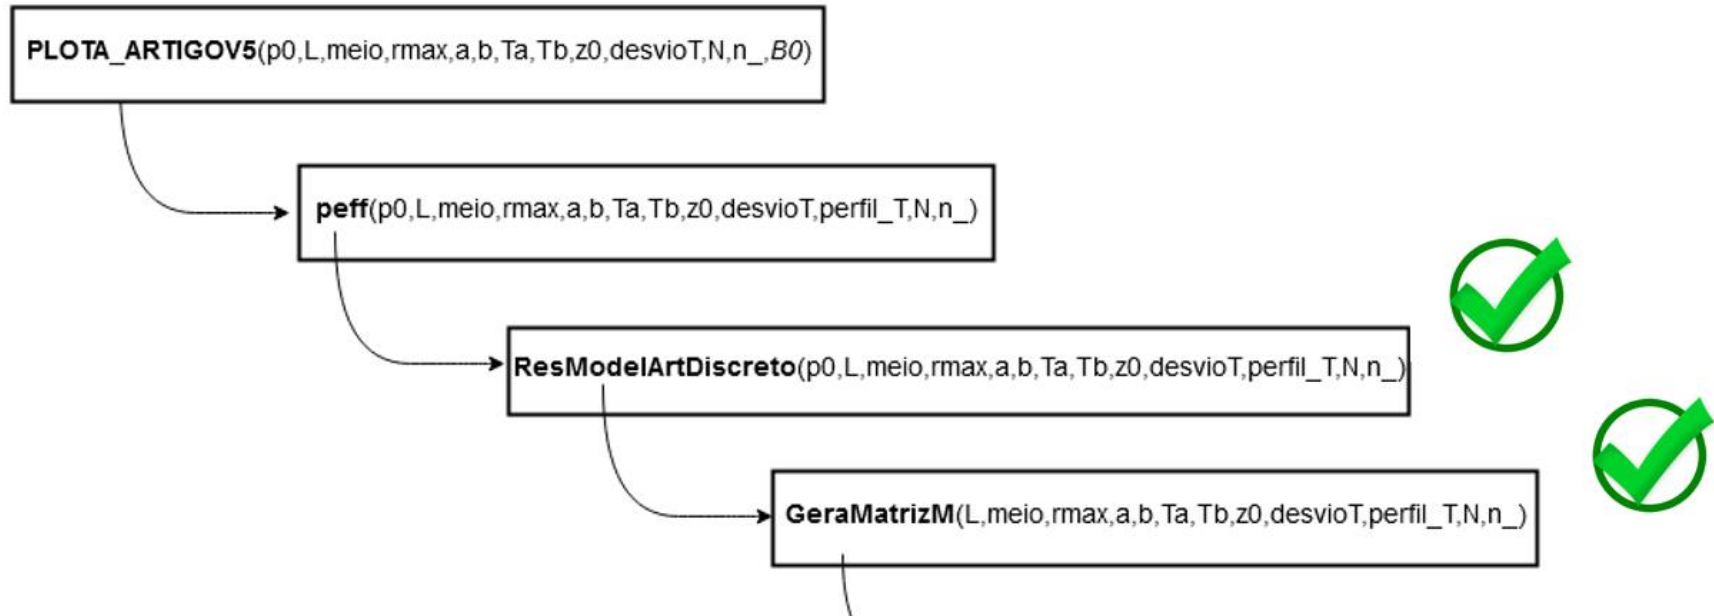 PLOTA_ARTIGOV5(p0,L,meio,rmax,a,b,Ta,Tb,z0,desvioT,N,n_,B0)
peff(p0,L,meio,rmax,a,b,Ta,Tb,z0,desvioT,perfil_T,N,n_)
ResModelArtDiscreto(p0,L,meio,rmax,a,b,Ta,Tb,z0,desvioT,perfil_T,N,n_)
GeraMatrizM(L,meio,rmax,a,b,Ta,Tb,z0,desvioT,perfil_T,N,n_)